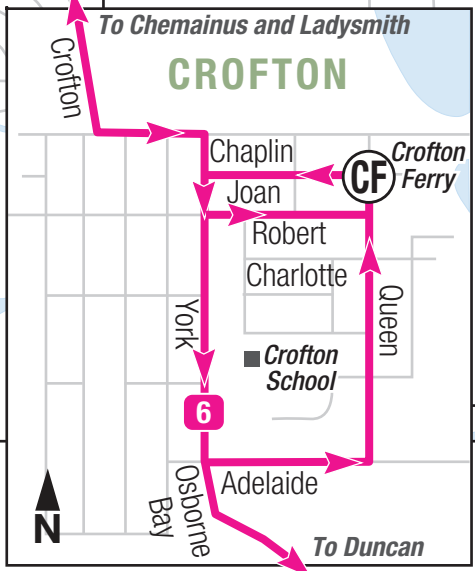 To Chemainus and Ladysmith
CROFTON
Crofton
Chaplin
CF
Crofton
Ferry
Joan
Robert
Charlotte
York
Queen
Crofton
School
6
Adelaide
Osborne
Bay
N
To Duncan